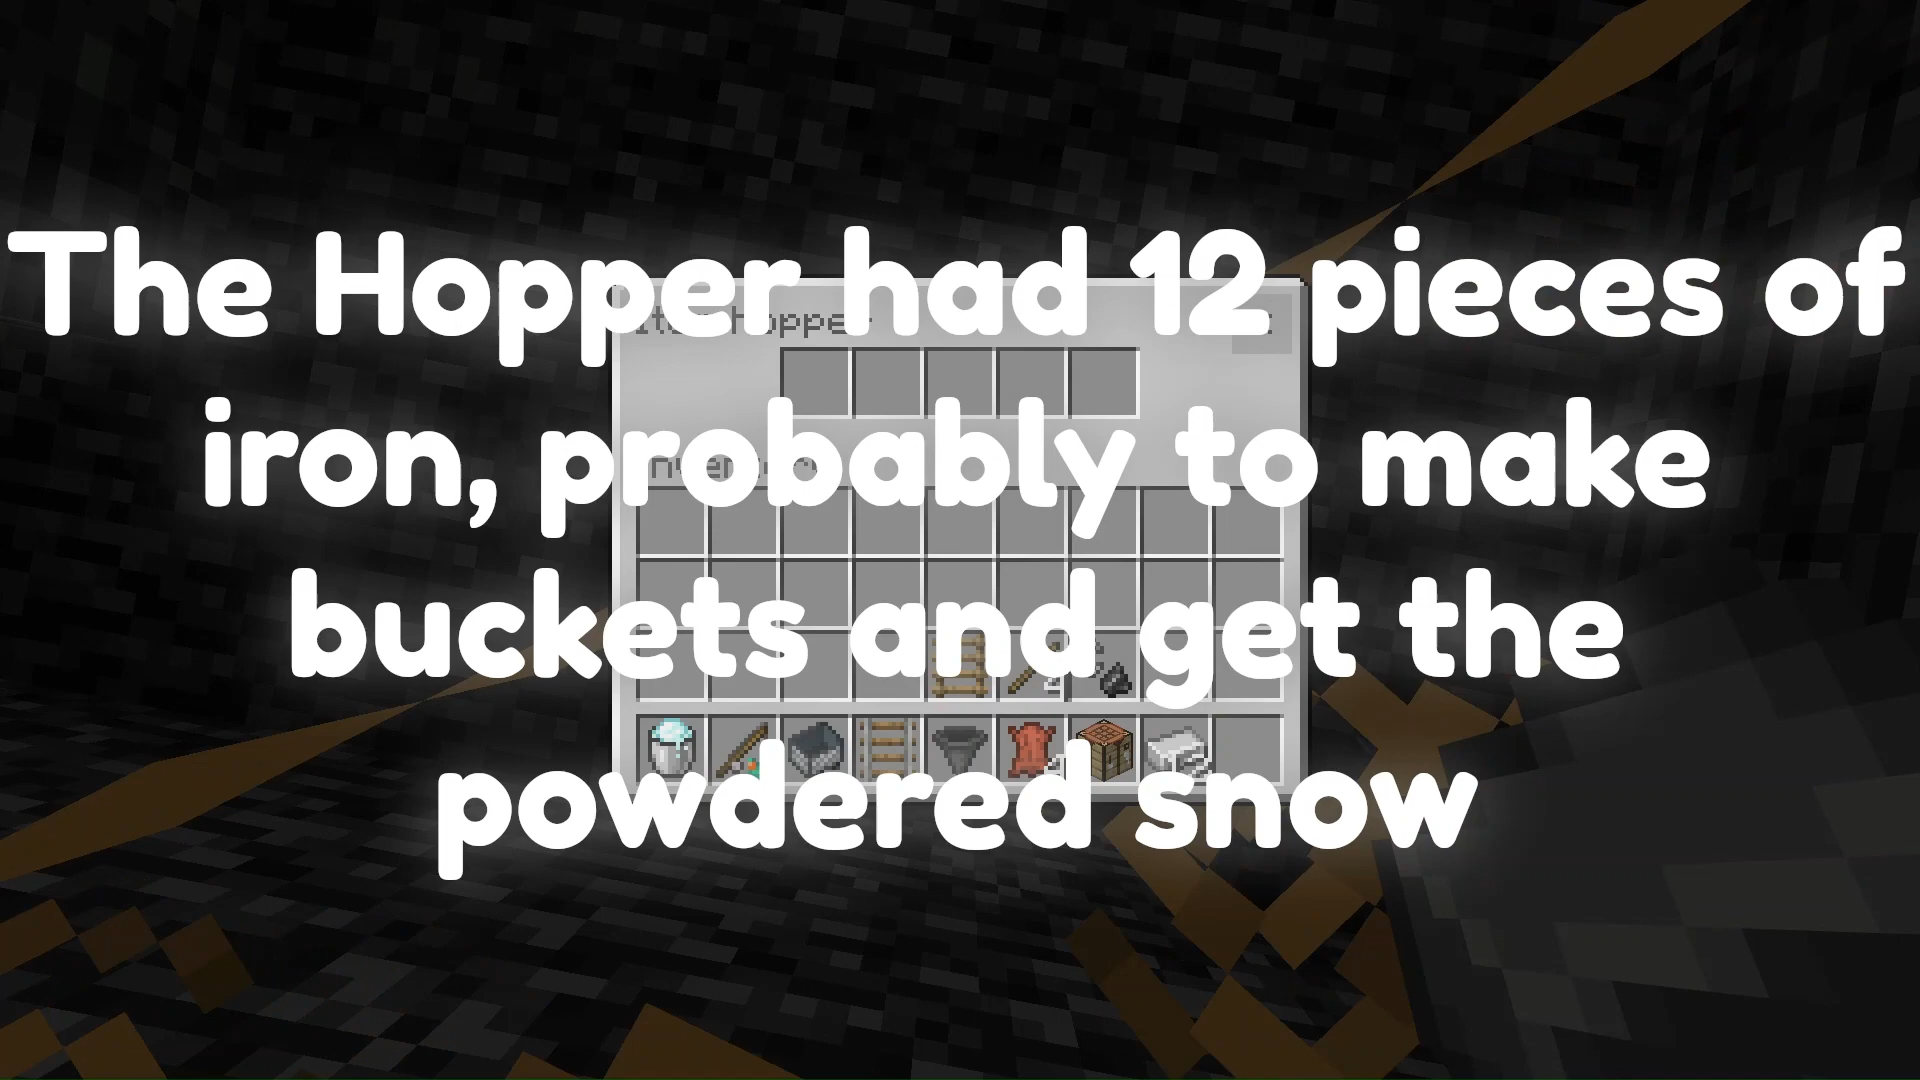 The Hopper had 12 pieces of
iron, probably to make
buckets and get the
powdered snow